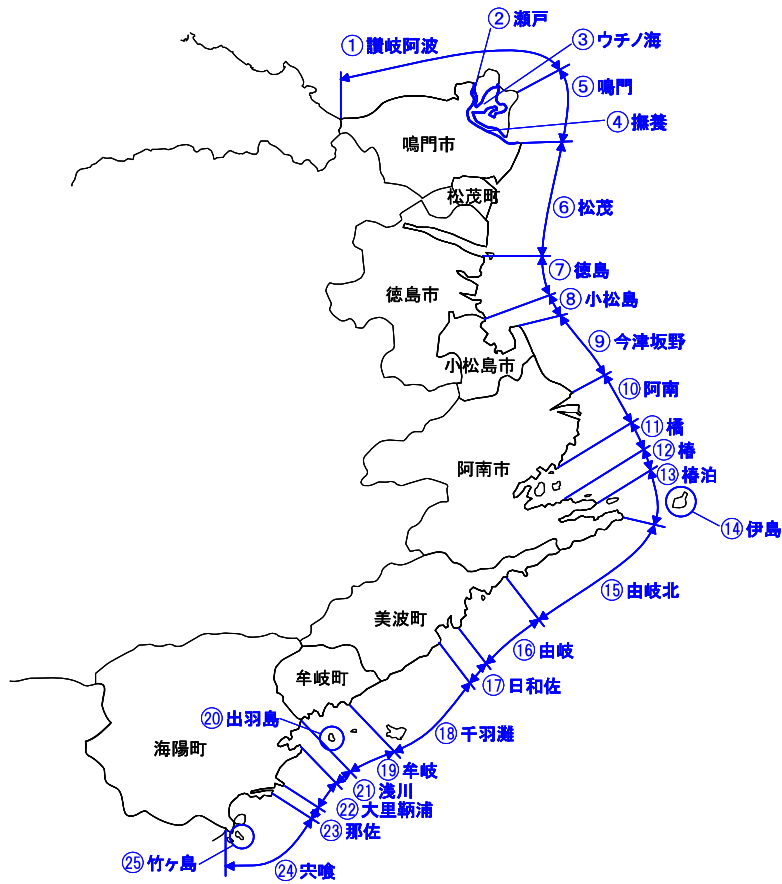 ②瀬戸
①讃岐阿波
③ウチノ海
⑤鳴門
④撫養
鳴門市
松茂町
⑥松茂
⑦徳島
徳島市
⑧小松島
⑨今津坂野
小松島市
⑩阿南
⑪橘
⑫椿
阿南市
⑬椿泊
⑭伊島
⑮由岐北
美波町
⑯由岐
牟岐町
⑰日和佐
⑳出羽島
⑱千羽灘
海陽町
⑲牟岐
㉑浅川
㉒大里鞆浦
㉓那佐
㉕竹ヶ島
㉔宍喰